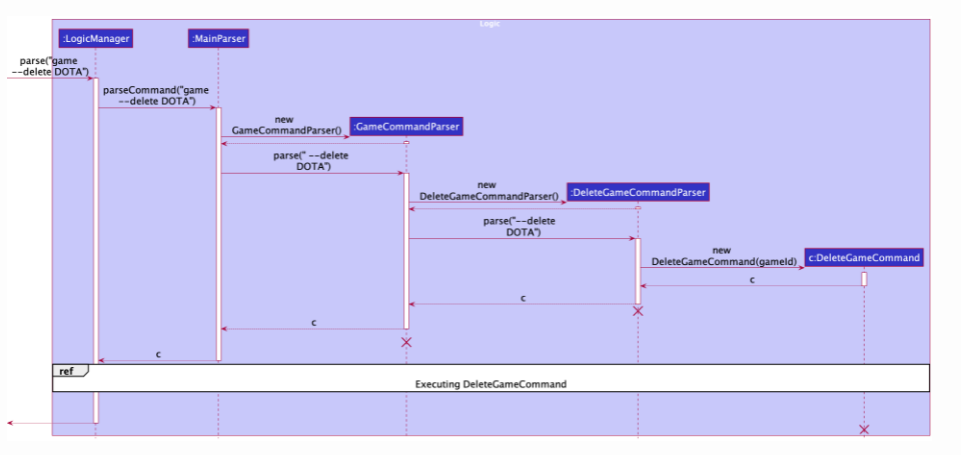 Logic
:LogicManager
:MainParser
parse("game
--delete DOTA")
parseCommand("game
--delete DOTA")
new
GameCommandParser()
:GameCommandParser
parse(" --delete
DOTA")
new
DeleteGameCommandParser()
:DeleteGameCommandParser
parse("--delete
DOTA")
new
DeleteGameCommand(gameId)
c:DeleteGameCommand
c
c
c
c
ref
Executing DeleteGameCommand